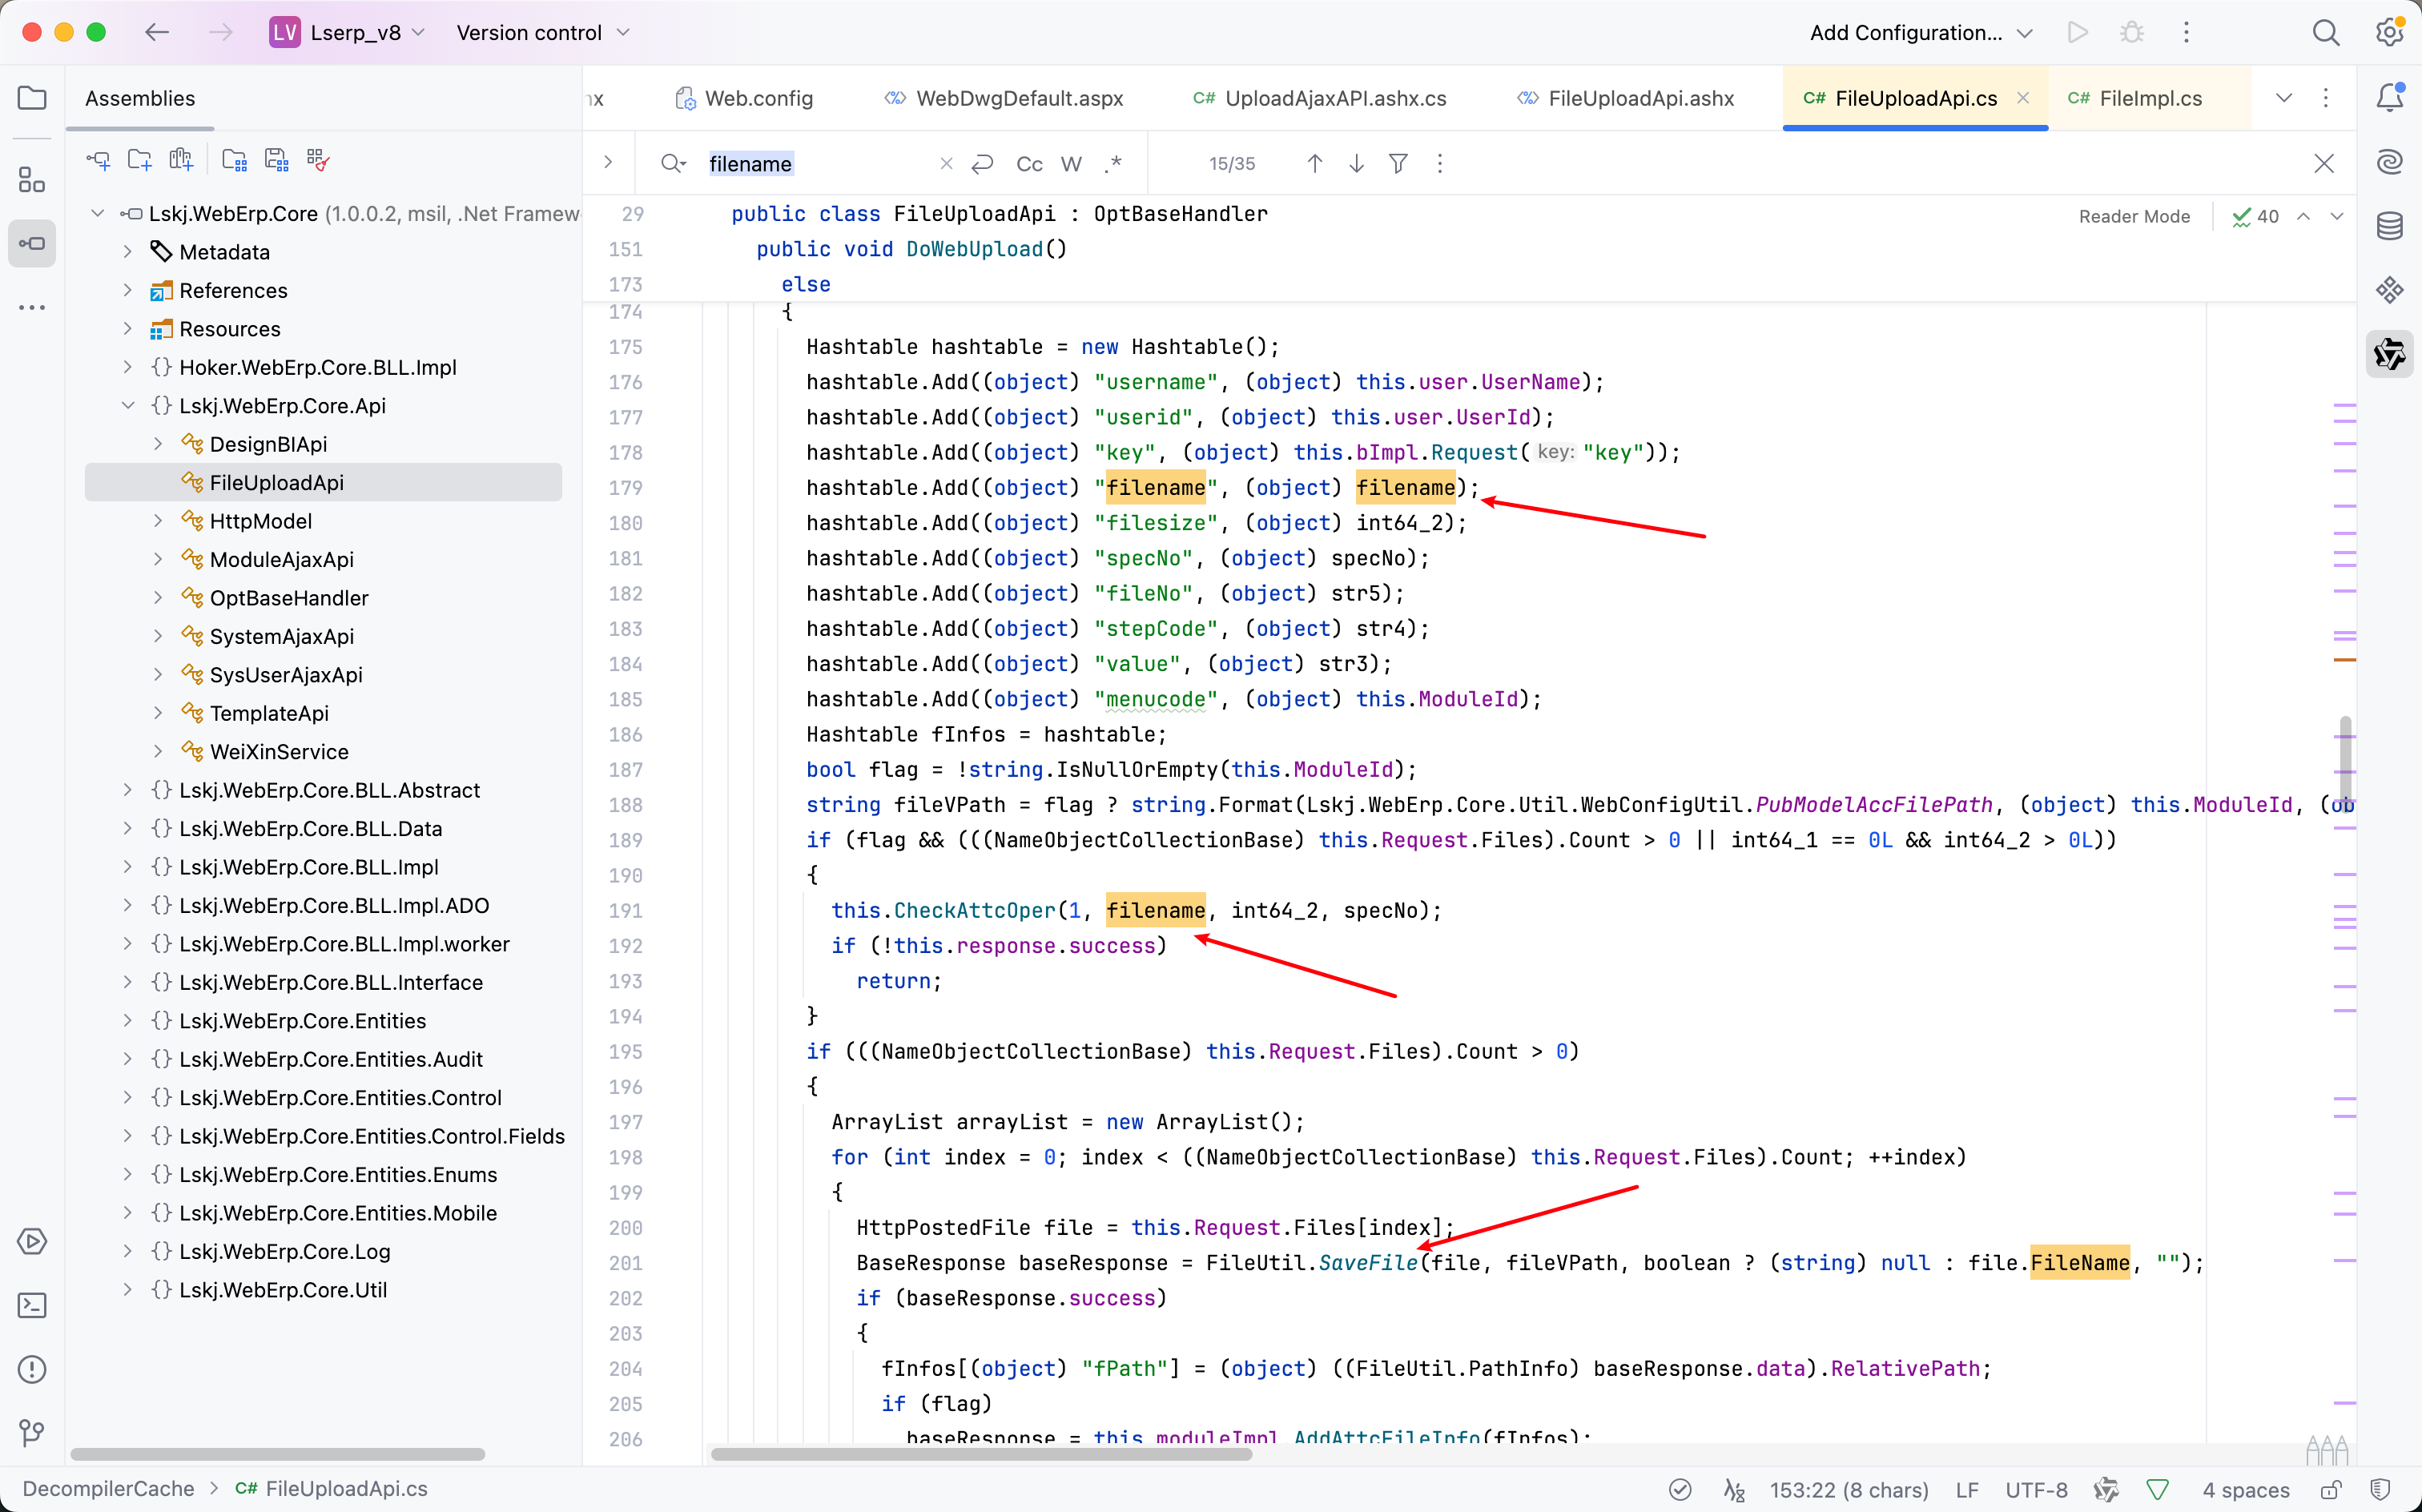 LV Lserp_v8 Version control Add Configuration...
Assemblies
Web.config WebDwgDefault.aspx C# UploadAjaxAPI.ashx.cs FileUploadApi.ashx C# FileUploadApi.cs C# FileImpl.cs
filename Cc W .* 15/35
Reader Mode 40
Lskj.WebErp.Core (1.0.0.2, msil, .Net Framew
Metadata
References
Resources
Hoker.WebErp.Core.BLL.Impl
Lskj.WebErp.Core.Api
DesignBIApi
FileUploadApi
HttpModel
ModuleAjaxApi
OptBaseHandler
SystemAjaxApi
SysUserAjaxApi
TemplateApi
WeiXinService
Lskj.WebErp.Core.BLL.Abstract
Lskj.WebErp.Core.BLL.Data
Lskj.WebErp.Core.BLL.Impl
Lskj.WebErp.Core.BLL.Impl.ADO
Lskj.WebErp.Core.BLL.Impl.worker
Lskj.WebErp.Core.BLL.Interface
Lskj.WebErp.Core.Entities
Lskj.WebErp.Core.Entities.Audit
Lskj.WebErp.Core.Entities.Control
Lskj.WebErp.Core.Entities.Control.Fields
Lskj.WebErp.Core.Entities.Enums
Lskj.WebErp.Core.Entities.Mobile
Lskj.WebErp.Core.Log
Lskj.WebErp.Core.Util
29 public class FileUploadApi : OptBaseHandler
151 public void DoWebUpload()
173 else
174 {
175 Hashtable hashtable = new Hashtable();
176 hashtable.Add((object) "username", (object) this.user.UserName);
177 hashtable.Add((object) "userid", (object) this.user.UserId);
178 hashtable.Add((object) "key", (object) this.bImpl.Request( key: "key"));
179 hashtable.Add((object) "filename", (object) filename);
180 hashtable.Add((object) "filesize", (object) int64_2);
181 hashtable.Add((object) "specNo", (object) specNo);
182 hashtable.Add((object) "fileNo", (object) str5);
183 hashtable.Add((object) "stepCode", (object) str4);
184 hashtable.Add((object) "value", (object) str3);
185 hashtable.Add((object) "menucode", (object) this.ModuleId);
186 Hashtable fInfos = hashtable;
187 bool flag = !string.IsNullOrEmpty(this.ModuleId);
188 string fileVPath = flag ? string.Format(Lskj.WebErp.Core.Util.WebConfigUtil.PubModelAccFilePath, (object) this.ModuleId, (ob
189 if (flag && (((NameObjectCollectionBase) this.Request.Files).Count > 0 || int64_1 == 0L && int64_2 > 0L))
190 {
191 this.CheckAttcOper(1, filename, int64_2, specNo);
192 if (!this.response.success)
193 return;
194 }
195 if (((NameObjectCollectionBase) this.Request.Files).Count > 0)
196 {
197 ArrayList arrayList = new ArrayList();
198 for (int index = 0; index < ((NameObjectCollectionBase) this.Request.Files).Count; ++index)
199 {
200 HttpPostedFile file = this.Request.Files[index];
201 BaseResponse baseResponse = FileUtil.SaveFile(file, fileVPath, boolean ? (string) null : file.FileName, "");
202 if (baseResponse.success)
203 {
204 fInfos[(object) "fPath"] = (object) ((FileUtil.PathInfo) baseResponse.data).RelativePath;
205 if (flag)
206 baseResponse = this.moduleImpl.AddAttcFileInfo(fInfos);
DecompilerCache > C# FileUploadApi.cs 153:22 (8 chars) LF UTF-8 4 spaces